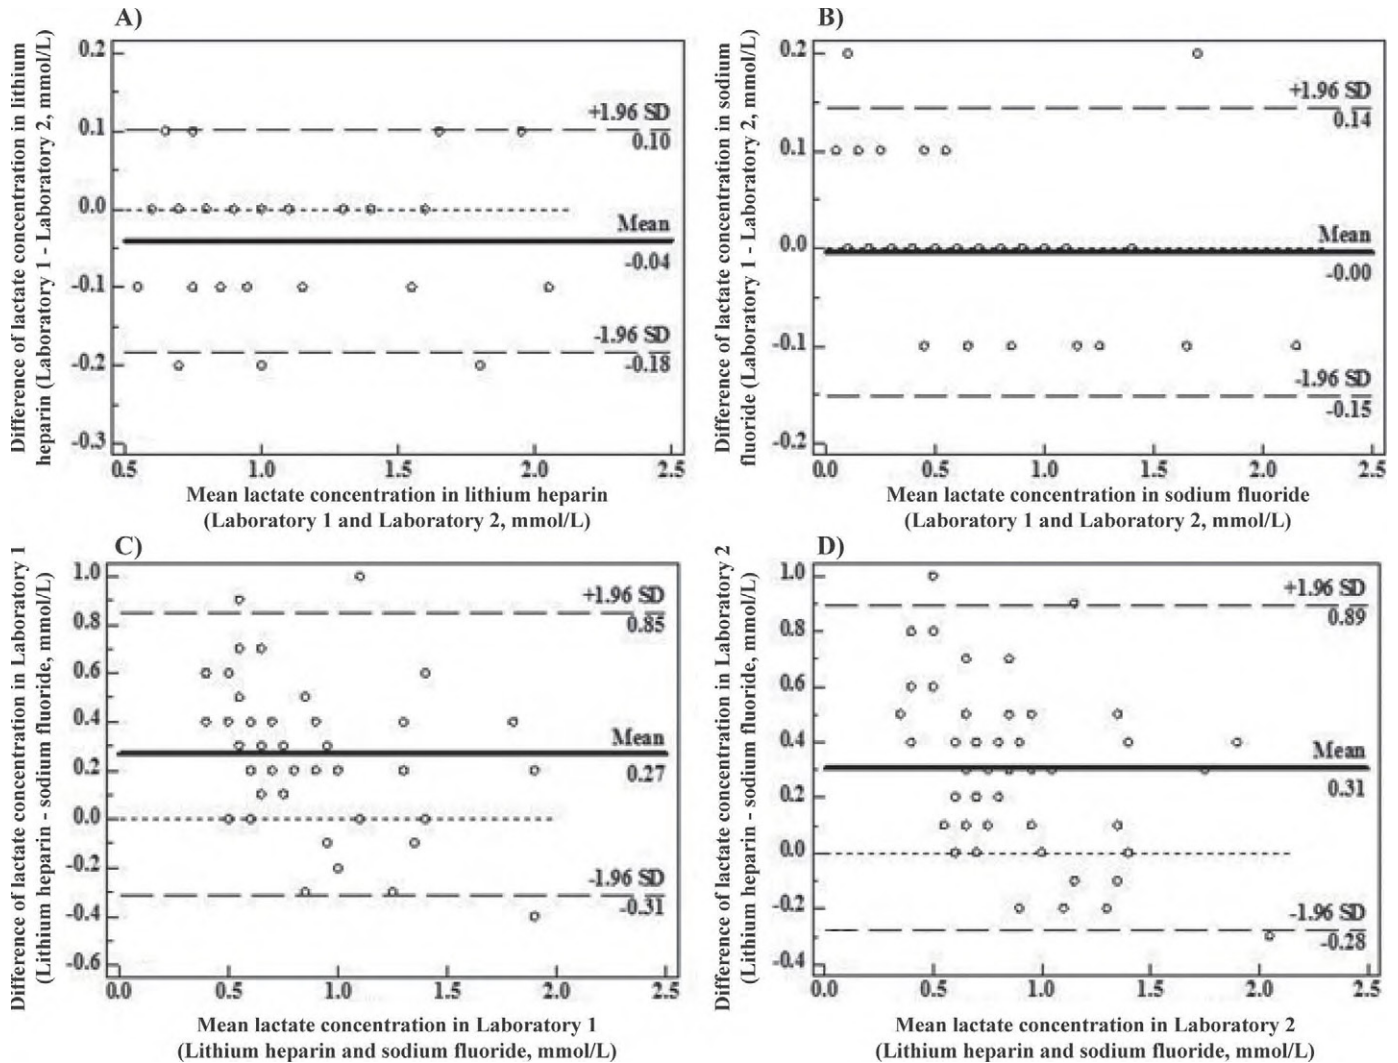 A)
Difference of lactate concentration in lithium
heparin (Laboratory 1 - Laboratory 2, mmol/L)
0.2
0.1
0.0
-0.1
-0.2
-0.3
+1.96 SD
0.10
Mean
-0.04
-1.96 SD
-0.18
0.5 1.0 1.5 2.0 2.5
Mean lactate concentration in lithium heparin
(Laboratory 1 and Laboratory 2, mmol/L)
B)
Difference of lactate concentration in sodium
fluoride (Laboratory 1 - Laboratory 2, mmol/L)
0.2
0.1
0.0
-0.1
-0.2
+1.96 SD
0.14
Mean
-0.00
-1.96 SD
-0.15
0.0 0.5 1.0 1.5 2.0 2.5
Mean lactate concentration in sodium fluoride
(Laboratory 1 and Laboratory 2, mmol/L)
C)
Difference of lactate concentration in Laboratory 1
(Lithium heparin - sodium fluoride, mmol/L)
1.0
0.8
0.6
0.4
0.2
0.0
-0.2
-0.4
-0.6
+1.96 SD
0.85
Mean
0.27
-1.96 SD
-0.31
0.0 0.5 1.0 1.5 2.0 2.5
Mean lactate concentration in Laboratory 1
(Lithium heparin and sodium fluoride, mmol/L)
D)
Difference of lactate concentration in Laboratory 2
(Lithium heparin - sodium fluoride, mmol/L)
1.0
0.8
0.6
0.4
0.2
0.0
-0.2
-0.4
+1.96 SD
0.89
Mean
0.31
-1.96 SD
-0.28
0.0 0.5 1.0 1.5 2.0 2.5
Mean lactate concentration in Laboratory 2
(Lithium heparin and sodium fluoride, mmol/L)